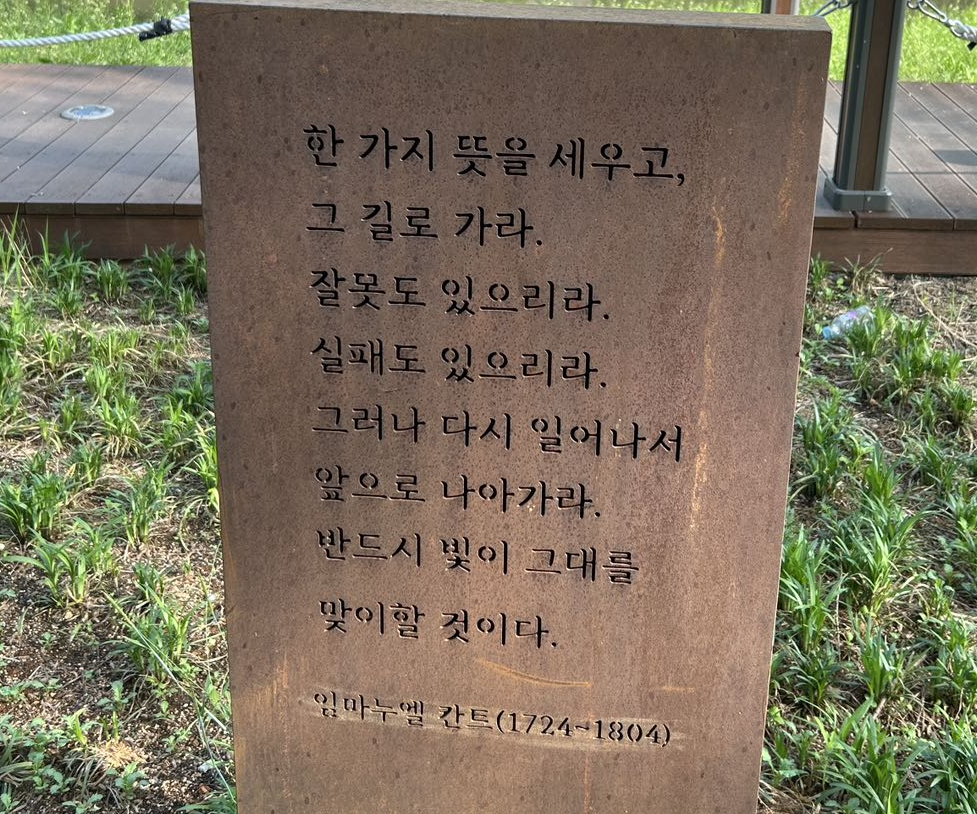 한 가지 뜻을 세우고,
그 길로 가라.
잘못도 있으리라.
실패도 있으리라.
그러나 다시 일어나서
앞으로 나아가라.
반드시 빛이 그대를
맞이할 것이다.
임마누엘 칸트(1724~1804)